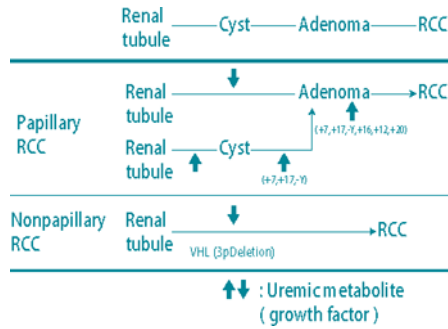 Renal tubule Cyst Adenoma RCC
Papillary RCC
Renal tubule Adenoma RCC
(+7,+17,-Y,+16,+12,+20)
Renal tubule Cyst
(+7,+17,-Y)
Nonpapillary RCC
Renal tubule RCC
VHL (3pDeletion)
: Uremic metabolite
( growth factor )